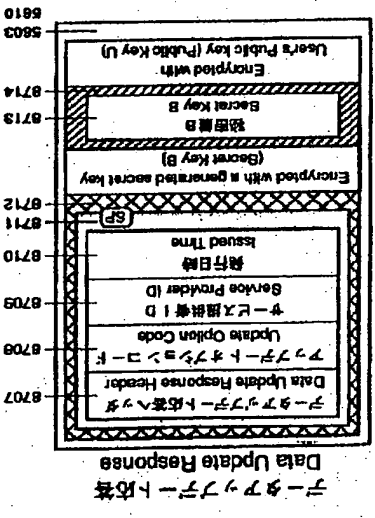 データアップデート応答
Data Update Response
データアップデート応答ヘッダ
Data Update Response Header
8707
アップデートオプションコード
Update Option Code
8708
サービス提供者ID
Service Provider ID
8709
発行日時
Issued Time
8710
SP
8711
8712
Encrypted with a generated secret key
(Secret Key B)
秘密鍵B
Secret Key B
8713
8714
Encrypted with
User's Public key (Public Key U)
5603
5610